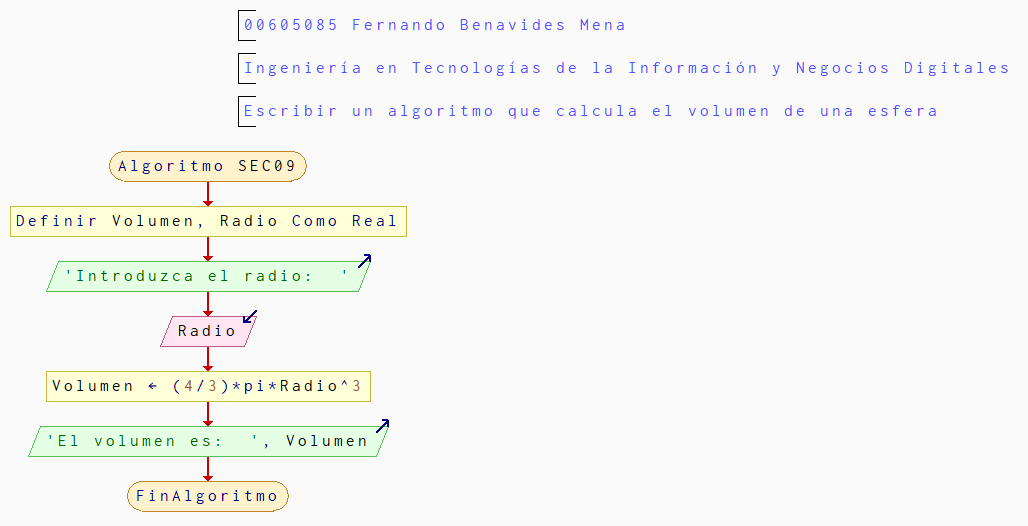 00605085 Fernando Benavides Mena
Ingeniería en Tecnologías de la Información y Negocios Digitales
Escribir un algoritmo que calcula el volumen de una esfera
Algoritmo SEC09
Definir Volumen, Radio Como Real
'Introduzca el radio:  '
Radio
Volumen ← (4/3)*pi*Radio^3
'El volumen es:  ', Volumen
FinAlgoritmo